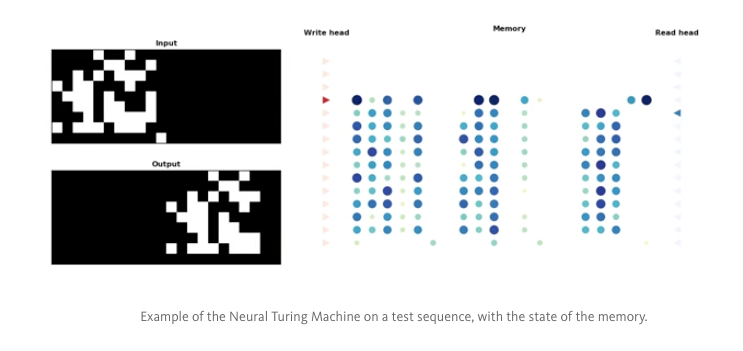 Input
Output
Write head
Memory
Read head
Example of the Neural Turing Machine on a test sequence, with the state of the memory.